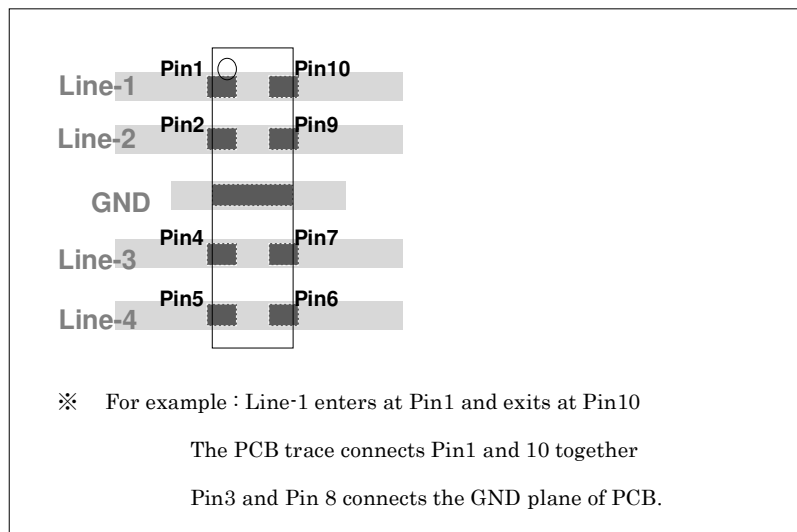 Pin1 Pin10
Line-1
Pin2 Pin9
Line-2
GND
Pin4 Pin7
Line-3
Pin5 Pin6
Line-4
※ For example：Line-1 enters at Pin1 and exits at Pin10
The PCB trace connects Pin1 and 10 together
Pin3 and Pin 8 connects the GND plane of PCB.